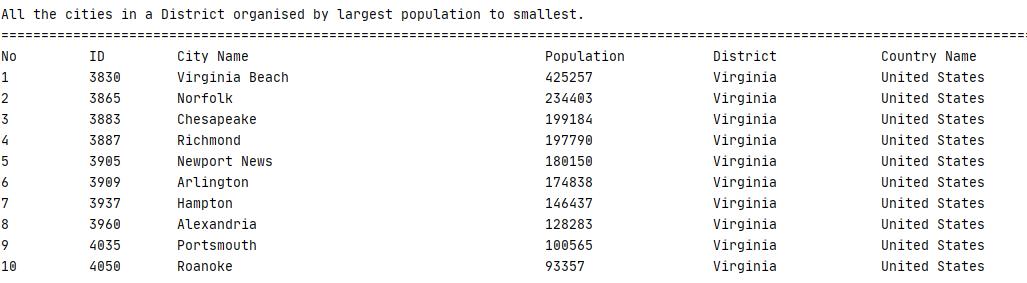 All the cities in a District organised by largest population to smallest.
================================================================================================================================
No ID City Name Population District Country Name
1 3830 Virginia Beach 425257 Virginia United States
2 3865 Norfolk 234403 Virginia United States
3 3883 Chesapeake 199184 Virginia United States
4 3887 Richmond 197790 Virginia United States
5 3905 Newport News 180150 Virginia United States
6 3909 Arlington 174838 Virginia United States
7 3937 Hampton 146437 Virginia United States
8 3960 Alexandria 128283 Virginia United States
9 4035 Portsmouth 100565 Virginia United States
10 4050 Roanoke 93357 Virginia United States